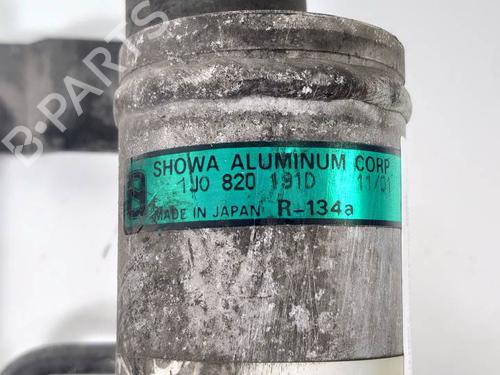 B-PARTS
SHOWA ALUMINUM CORP
1J0 820 191D 11/01
MADE IN JAPAN R-134a